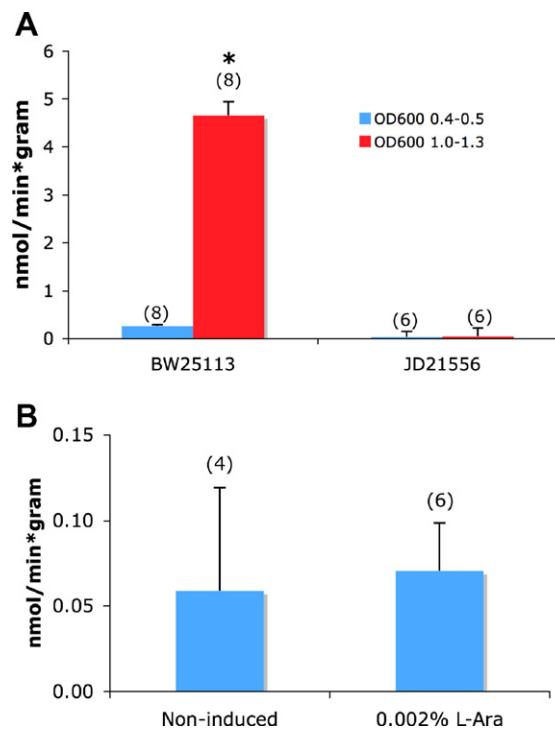 A
6
*
(8)
5
OD600 0.4-0.5
OD600 1.0-1.3
4
nmol/min*gram
3
2
1
(8)
(6)
(6)
0
BW25113
JD21556
B
0.15
(4)
(6)
0.10
nmol/min*gram
0.05
0.00
Non-induced
0.002% L-Ara